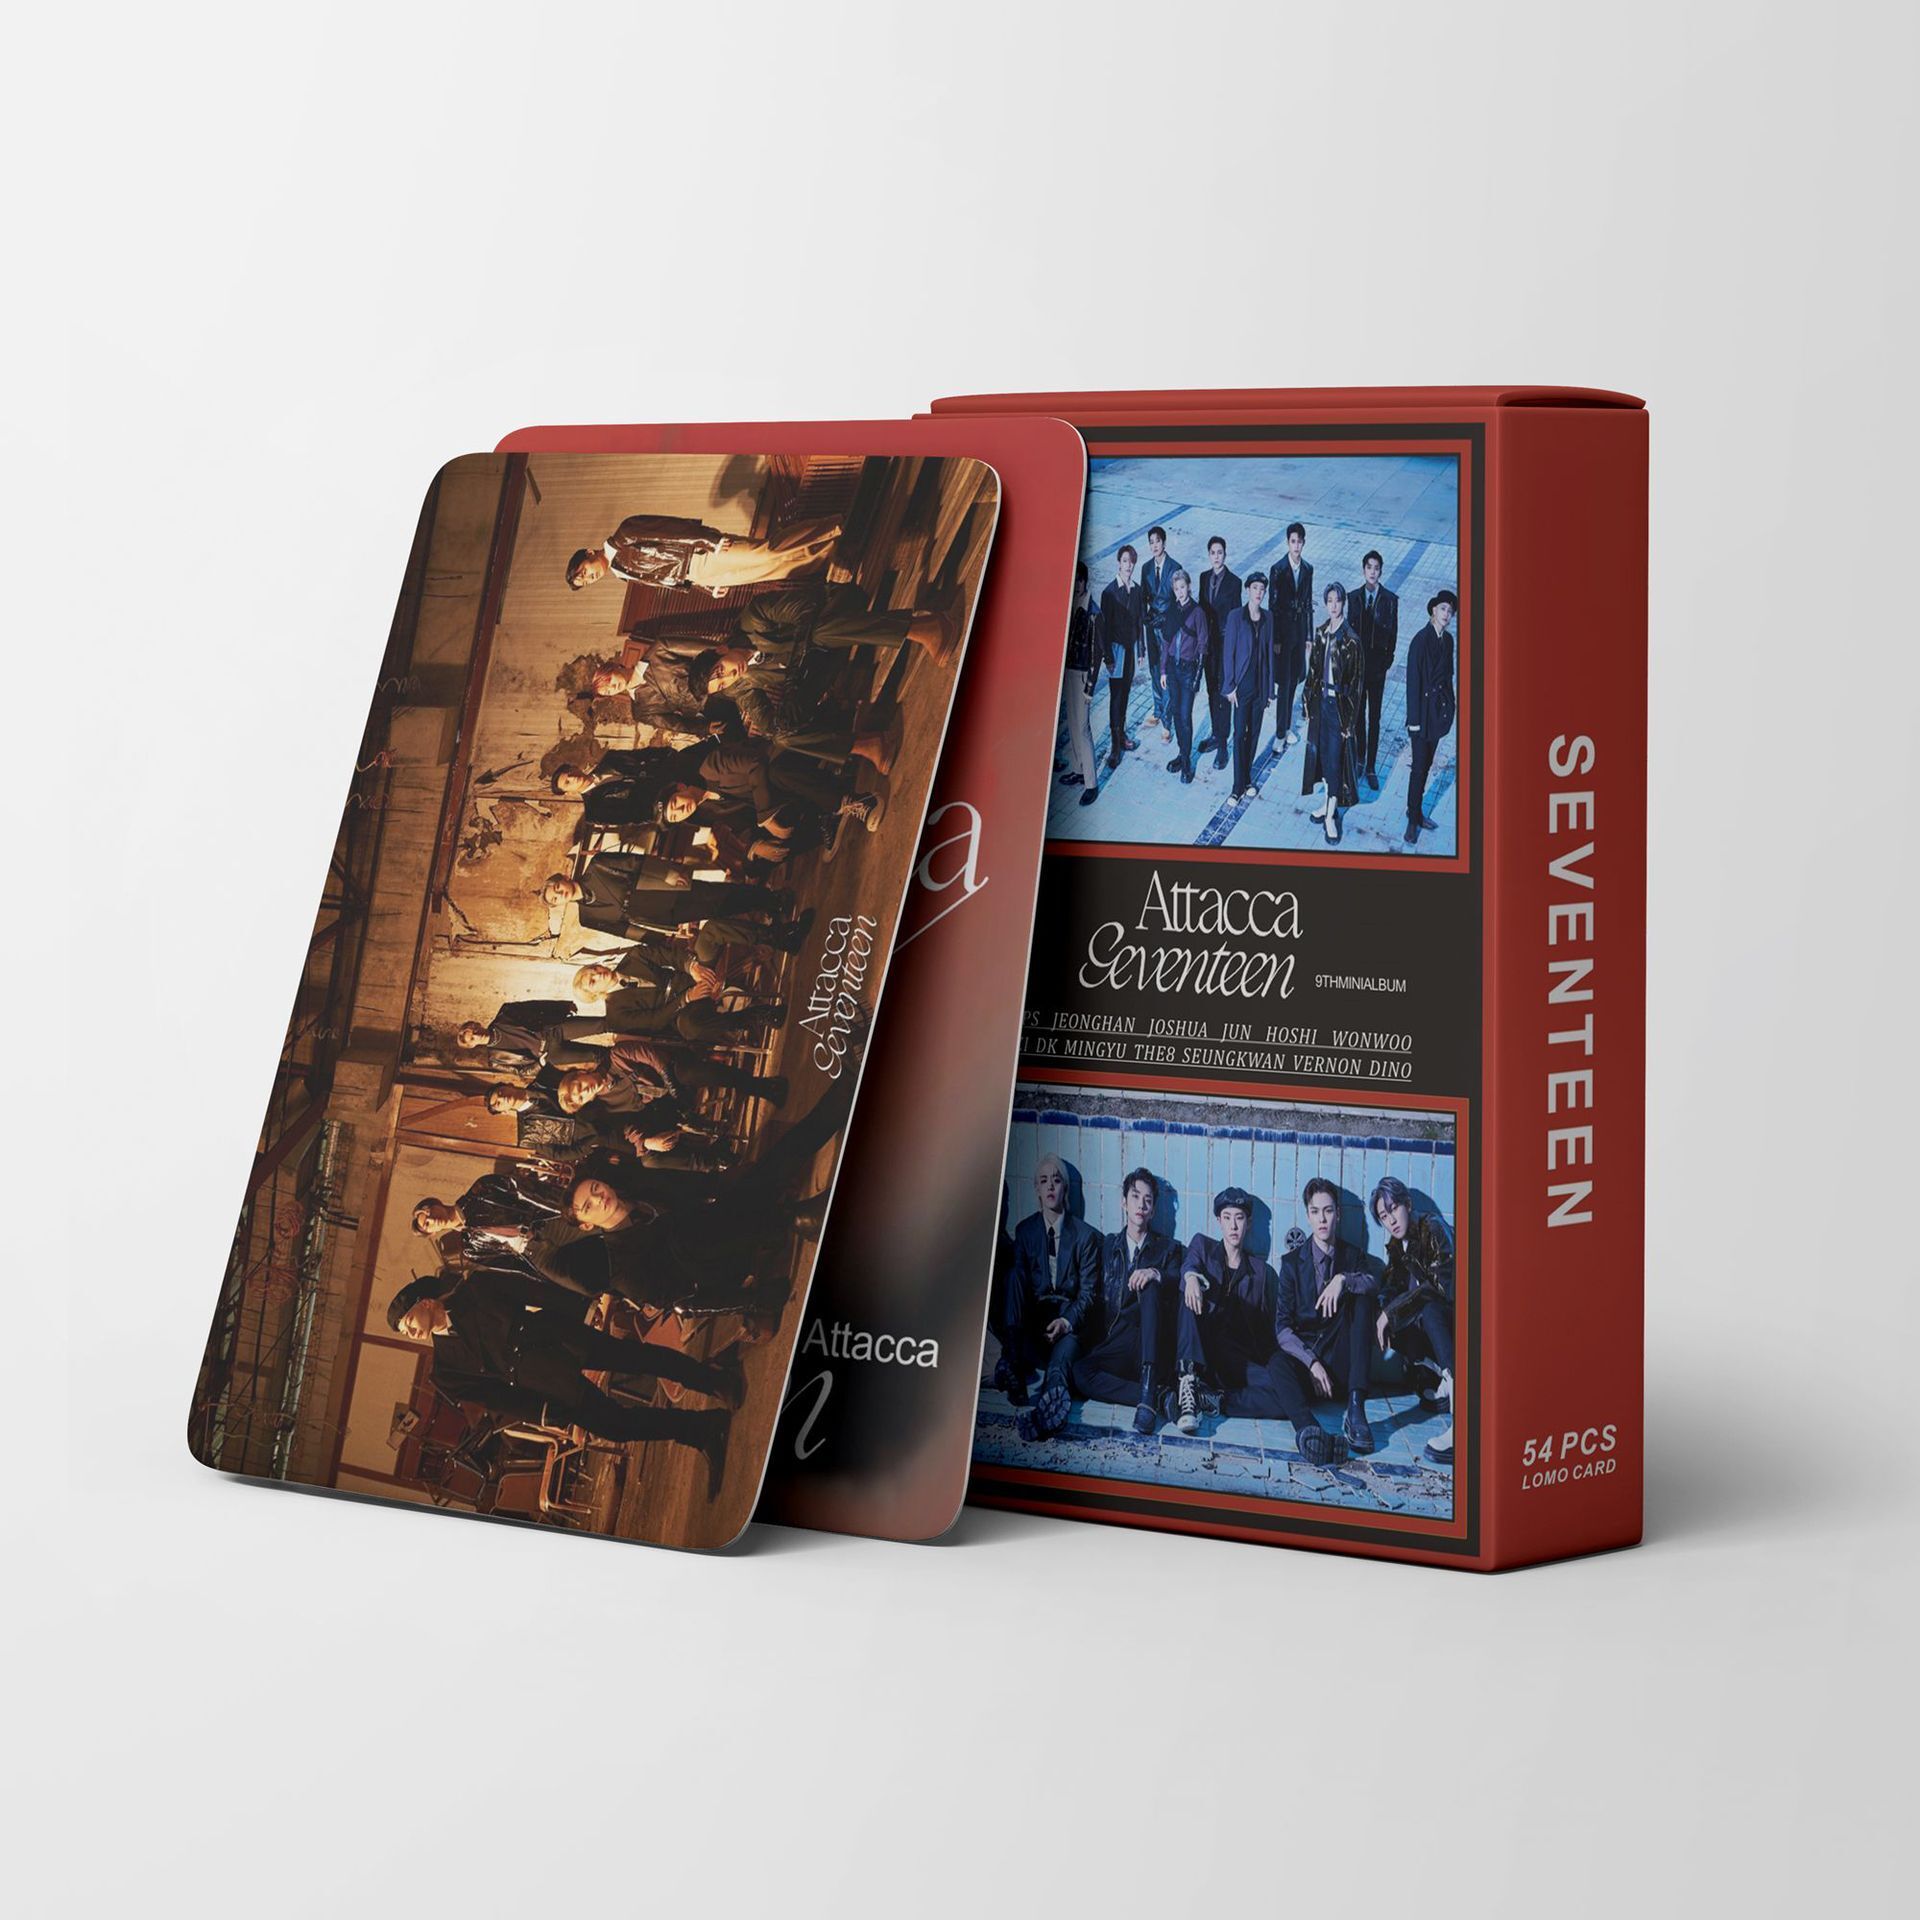 Attacca
Seventeen
a
Attacca
n
Attacca
Seventeen
9THMINIALBUM
PS JEONGHAN JOSHUA JUN HOSHI WONWOO
I DK MINGYU THE8 SEUNGKWAN VERNON DINO
SEVENTEEN
54 PCS
LOMO CARD